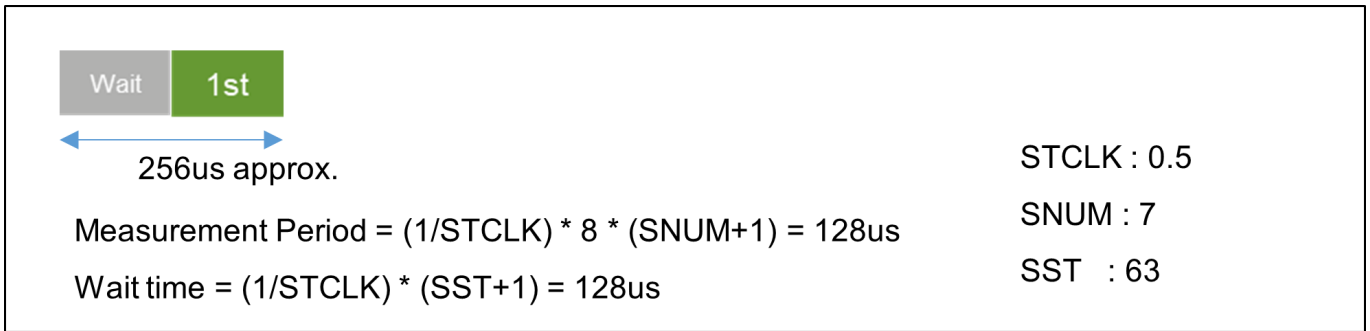 Wait 1st
256us approx.
Measurement Period = (1/STCLK) * 8 * (SNUM+1) = 128us
Wait time = (1/STCLK) * (SST+1) = 128us
STCLK : 0.5
SNUM : 7
SST : 63